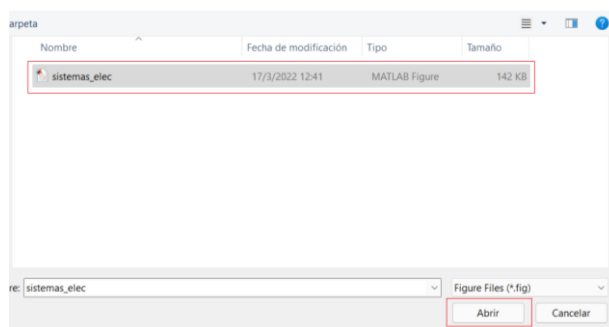 arpeta
Nombre Fecha de modificación Tipo Tamaño
sistemas_elec 17/3/2022 12:41 MATLAB Figure 142 KB
re: sistemas_elec Figure Files (*.fig)
Abrir Cancelar